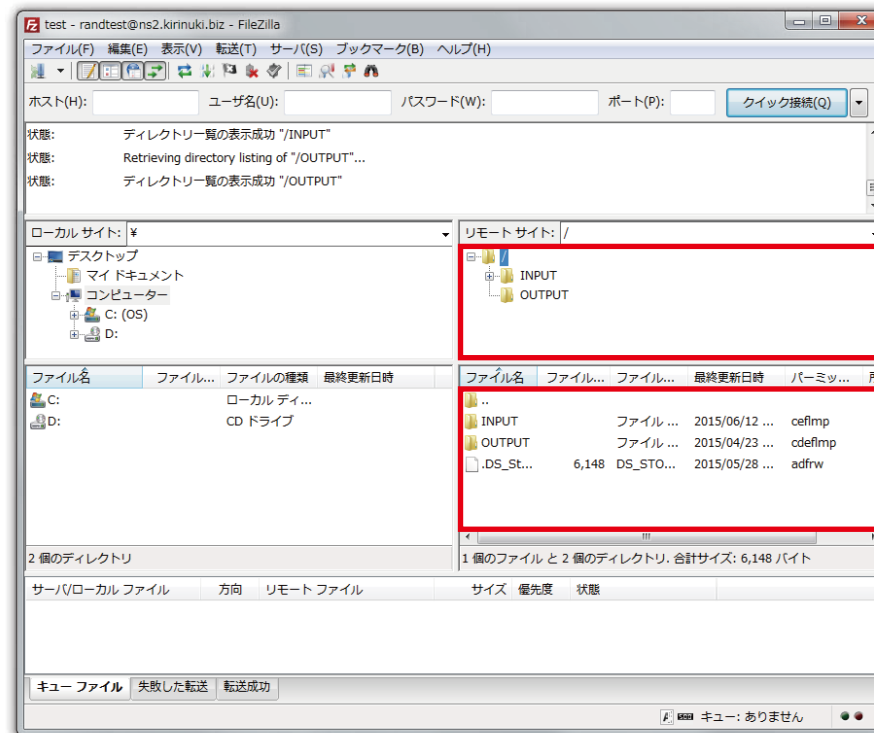 test - randtest@ns2.kirinuki.biz - FileZilla
ファイル(F) 編集(E) 表示(V) 転送(T) サーバ(S) ブックマーク(B) ヘルプ(H)
ホスト(H): ユーザ名(U): パスワード(W): ポート(P): クイック接続(Q)
状態: ディレクトリ一覧の表示成功 "/INPUT"
状態: Retrieving directory listing of "/OUTPUT"...
状態: ディレクトリ一覧の表示成功 "/OUTPUT"
ローカル サイト: ¥
デスクトップ
マイ ドキュメント
コンピューター
C: (OS)
D:
リモート サイト: /
/
INPUT
OUTPUT
ファイル名 ファイル... ファイルの種類 最終更新日時
C: ローカル ディ...
D: CD ドライブ
2 個のディレクトリ
ファイル名 ファイル... ファイル... 最終更新日時 パーミッ...
..
INPUT ファイル ... 2015/06/12 ... ceflmp
OUTPUT ファイル ... 2015/04/23 ... cdeflmp
.DS_St... 6,148 DS_STO... 2015/05/28 ... adfrw
1 個のファイル と 2 個のディレクトリ. 合計サイズ: 6,148 バイト
サーバ/ローカル ファイル 方向 リモート ファイル サイズ 優先度 状態
キュー ファイル 失敗した転送 転送成功
キュー: ありません